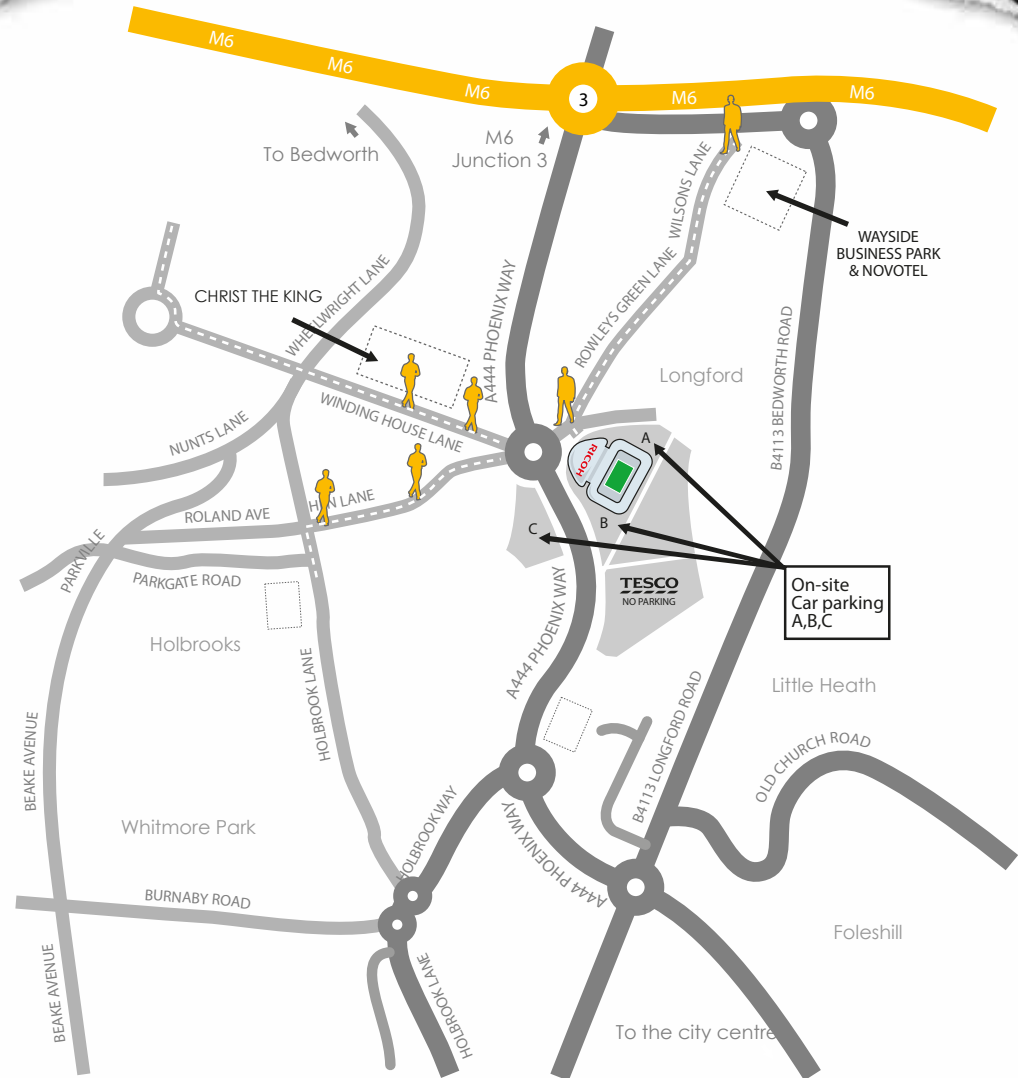 M6
M6
M6
M6
M6
3
M6
Junction 3
To Bedworth
WILSONS LANE
WAYSIDE
BUSINESS PARK
& NOVOTEL
CHRIST THE KING
WHEELWRIGHT LANE
A444 PHOENIX WAY
ROWLEYS GREEN LANE
B4113 BEDWORTH ROAD
Longford
WINDING HOUSE LANE
NUNTS LANE
A
RICOH
LANE
ROLAND AVE
B
C
PARKVILLE
PARKGATE ROAD
TESCO
NO PARKING
On-site
Car parking
A,B,C
A444 PHOENIX WAY
Holbrooks
HOLBROOK LANE
Little Heath
B4113 LONGFORD ROAD
OLD CHURCH ROAD
BEAKE AVENUE
Whitmore Park
HOLBROOK WAY
A444 PHOENIX WAY
BURNABY ROAD
Foleshill
BEAKE AVENUE
HOLBROOK LANE
To the city centre